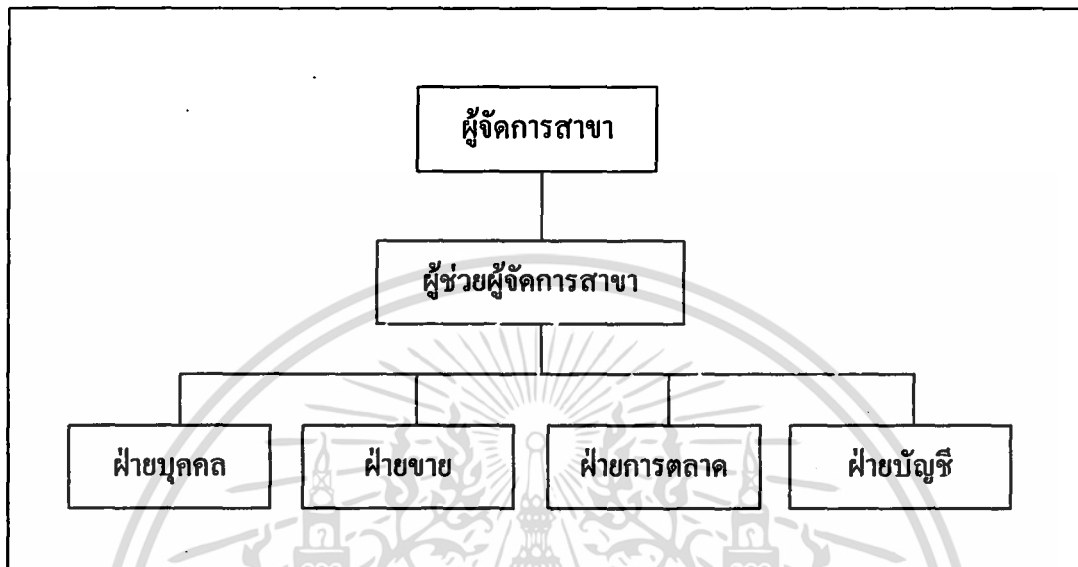 ผู้จัดการสาขา
ผู้ช่วยผู้จัดการสาขา
ฝ่ายบุคคล
ฝ่ายขาย
ฝ่ายการตลาด
ฝ่ายบัญชี